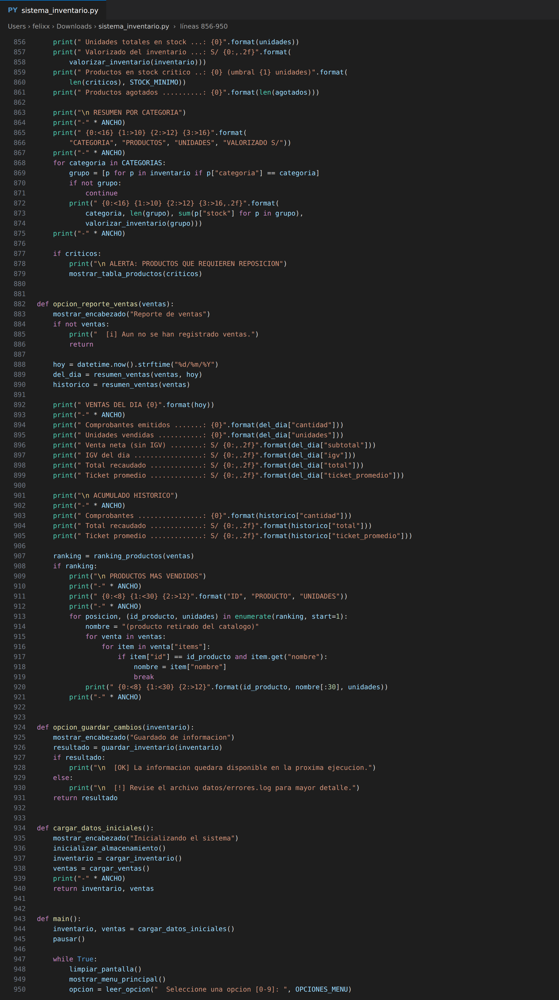 PY sistema_inventario.py
Users › felixx › Downloads › sistema_inventario.py › líneas 856-950
856     print(" Unidades totales en stock ...: {0}".format(unidades))
857     print(" Valorizado del inventario ...: S/ {0:,.2f}".format(
858         valorizar_inventario(inventario)))
859     print(" Productos en stock critico ..: {0} (umbral {1} unidades)".format(
860         len(criticos), STOCK_MINIMO))
861     print(" Productos agotados ..........: {0}".format(len(agotados)))
862
863     print("\n RESUMEN POR CATEGORIA")
864     print("-" * ANCHO)
865     print(" {0:<16} {1:>10} {2:>12} {3:>16}".format(
866         "CATEGORIA", "PRODUCTOS", "UNIDADES", "VALORIZADO S/"))
867     print("-" * ANCHO)
868     for categoria in CATEGORIAS:
869         grupo = [p for p in inventario if p["categoria"] == categoria]
870         if not grupo:
871             continue
872         print(" {0:<16} {1:>10} {2:>12} {3:>16,.2f}".format(
873             categoria, len(grupo), sum(p["stock"] for p in grupo),
874             valorizar_inventario(grupo)))
875     print("-" * ANCHO)
876
877     if criticos:
878         print("\n ALERTA: PRODUCTOS QUE REQUIEREN REPOSICION")
879         mostrar_tabla_productos(criticos)
880
881
882 def opcion_reporte_ventas(ventas):
883     mostrar_encabezado("Reporte de ventas")
884     if not ventas:
885         print("  [i] Aun no se han registrado ventas.")
886         return
887
888     hoy = datetime.now().strftime("%d/%m/%Y")
889     del_dia = resumen_ventas(ventas, hoy)
890     historico = resumen_ventas(ventas)
891
892     print(" VENTAS DEL DIA {0}".format(hoy))
893     print("-" * ANCHO)
894     print(" Comprobantes emitidos .......: {0}".format(del_dia["cantidad"]))
895     print(" Unidades vendidas ...........: {0}".format(del_dia["unidades"]))
896     print(" Venta neta (sin IGV) ........: S/ {0:,.2f}".format(del_dia["subtotal"]))
897     print(" IGV del dia .................: S/ {0:,.2f}".format(del_dia["igv"]))
898     print(" Total recaudado .............: S/ {0:,.2f}".format(del_dia["total"]))
899     print(" Ticket promedio .............: S/ {0:,.2f}".format(del_dia["ticket_promedio"]))
900
901     print("\n ACUMULADO HISTORICO")
902     print("-" * ANCHO)
903     print(" Comprobantes ................: {0}".format(historico["cantidad"]))
904     print(" Total recaudado .............: S/ {0:,.2f}".format(historico["total"]))
905     print(" Ticket promedio .............: S/ {0:,.2f}".format(historico["ticket_promedio"]))
906
907     ranking = ranking_productos(ventas)
908     if ranking:
909         print("\n PRODUCTOS MAS VENDIDOS")
910         print("-" * ANCHO)
911         print(" {0:<8} {1:<30} {2:>12}".format("ID", "PRODUCTO", "UNIDADES"))
912         print("-" * ANCHO)
913         for posicion, (id_producto, unidades) in enumerate(ranking, start=1):
914             nombre = "(producto retirado del catalogo)"
915             for venta in ventas:
916                 for item in venta["items"]:
917                     if item["id"] == id_producto and item.get("nombre"):
918                         nombre = item["nombre"]
919                         break
920             print(" {0:<8} {1:<30} {2:>12}".format(id_producto, nombre[:30], unidades))
921         print("-" * ANCHO)
922
923
924 def opcion_guardar_cambios(inventario):
925     mostrar_encabezado("Guardado de informacion")
926     resultado = guardar_inventario(inventario)
927     if resultado:
928         print("\n  [OK] La informacion quedara disponible en la proxima ejecucion.")
929     else:
930         print("\n  [!] Revise el archivo datos/errores.log para mayor detalle.")
931     return resultado
932
933
934 def cargar_datos_iniciales():
935     mostrar_encabezado("Inicializando el sistema")
936     inicializar_almacenamiento()
937     inventario = cargar_inventario()
938     ventas = cargar_ventas()
939     print("-" * ANCHO)
940     return inventario, ventas
941
942
943 def main():
944     inventario, ventas = cargar_datos_iniciales()
945     pausar()
946
947     while True:
948         limpiar_pantalla()
949         mostrar_menu_principal()
950         opcion = leer_opcion("  Seleccione una opcion [0-9]: ", OPCIONES_MENU)